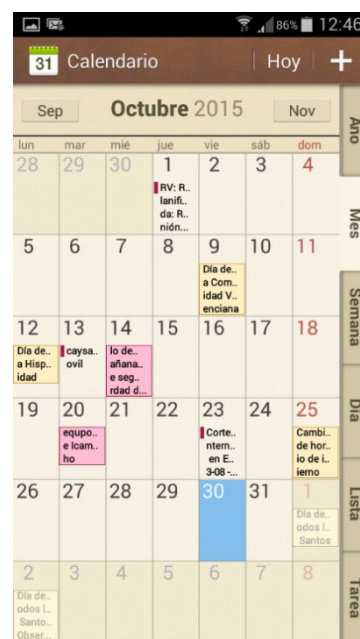 86% 12:46
31 Calendario Hoy +
Sep Octubre 2015 Nov
lun mar mié jue vie sáb dom
28 29 30 1 2 3 4
RV: R..
lanifi..
da: R..
nión...
5 6 7 8 9 10 11
Día de..
a Com..
idad V..
enciana
12 13 14 15 16 17 18
Día de..
a Hisp..
idad
caysa..
ovil
lo de..
añana..
e seg..
rdad d...
19 20 21 22 23 24 25
equpo..
e lcam..
ho
Corte..
ntern..
en E..
3-08 -...
Cambi..
de hor..
io de i..
ierno
26 27 28 29 30 31 1
Día de..
odos l..
Santos
2 3 4 5 6 7 8
Día de..
odos l..
Santo..
Obser...
Año
Mes
Semana
Día
Lista
Tarea